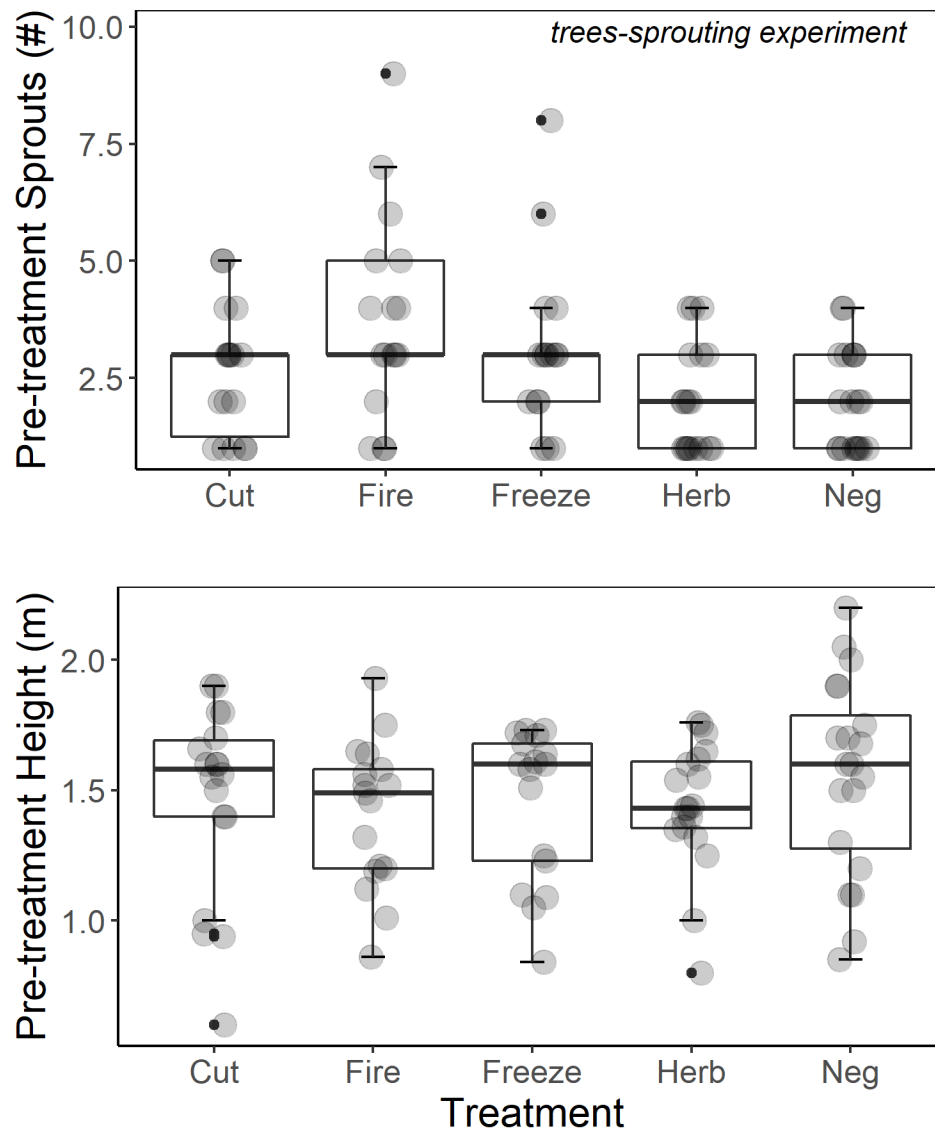 Pre-treatment Sprouts (#)
10.0
7.5
5.0
2.5
trees-sprouting experiment
Cut Fire Freeze Herb Neg
Pre-treatment Height (m)
2.0
1.5
1.0
Cut Fire Freeze Herb Neg
Treatment